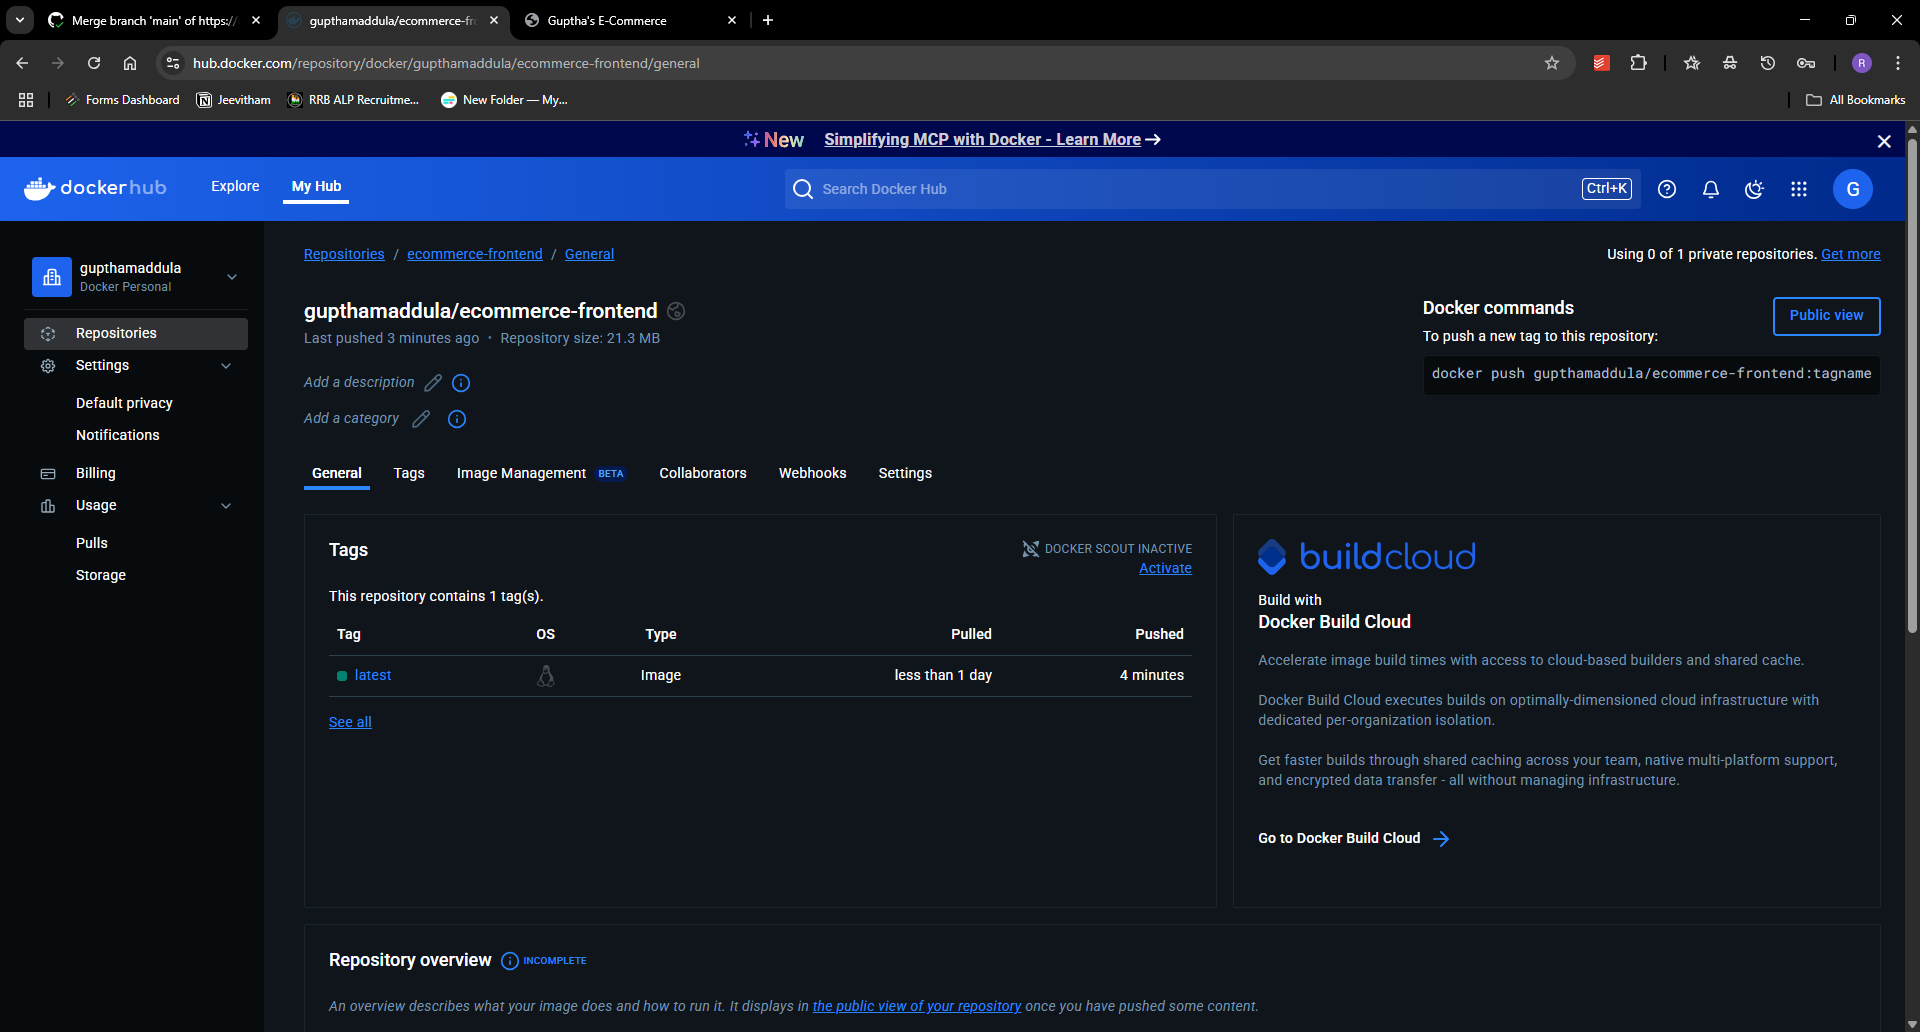 Merge branch 'main' of https://
gupthamaddula/ecommerce-fr
Guptha's E-Commerce
hub.docker.com/repository/docker/gupthamaddula/ecommerce-frontend/general
R
Forms Dashboard
Jeevitham
RRB ALP Recruitme...
New Folder — My...
All Bookmarks
New Simplifying MCP with Docker - Learn More
dockerhub
Explore
My Hub
Search Docker Hub
Ctrl+K
G
gupthamaddula
Docker Personal
Repositories
Settings
Default privacy
Notifications
Billing
Usage
Pulls
Storage
Repositories / ecommerce-frontend / General
Using 0 of 1 private repositories. Get more
gupthamaddula/ecommerce-frontend
Last pushed 3 minutes ago · Repository size: 21.3 MB
Add a description
Add a category
Docker commands
Public view
To push a new tag to this repository:
docker push gupthamaddula/ecommerce-frontend:tagname
General
Tags
Image Management BETA
Collaborators
Webhooks
Settings
Tags
DOCKER SCOUT INACTIVE
Activate
This repository contains 1 tag(s).
Tag OS Type Pulled Pushed
latest Image less than 1 day 4 minutes
See all
buildcloud
Build with
Docker Build Cloud
Accelerate image build times with access to cloud-based builders and shared cache.
Docker Build Cloud executes builds on optimally-dimensioned cloud infrastructure with
dedicated per-organization isolation.
Get faster builds through shared caching across your team, native multi-platform support,
and encrypted data transfer - all without managing infrastructure.
Go to Docker Build Cloud
Repository overview INCOMPLETE
An overview describes what your image does and how to run it. It displays in the public view of your repository once you have pushed some content.